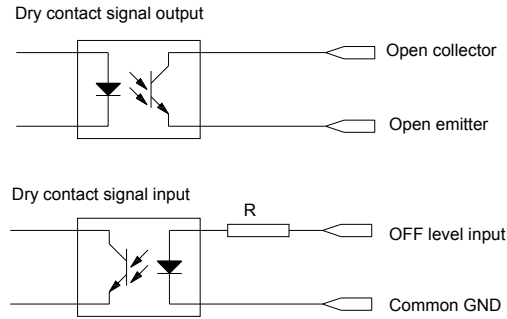 Dry contact signal output
Open collector
Open emitter
Dry contact signal input
R
OFF level input
Common GND